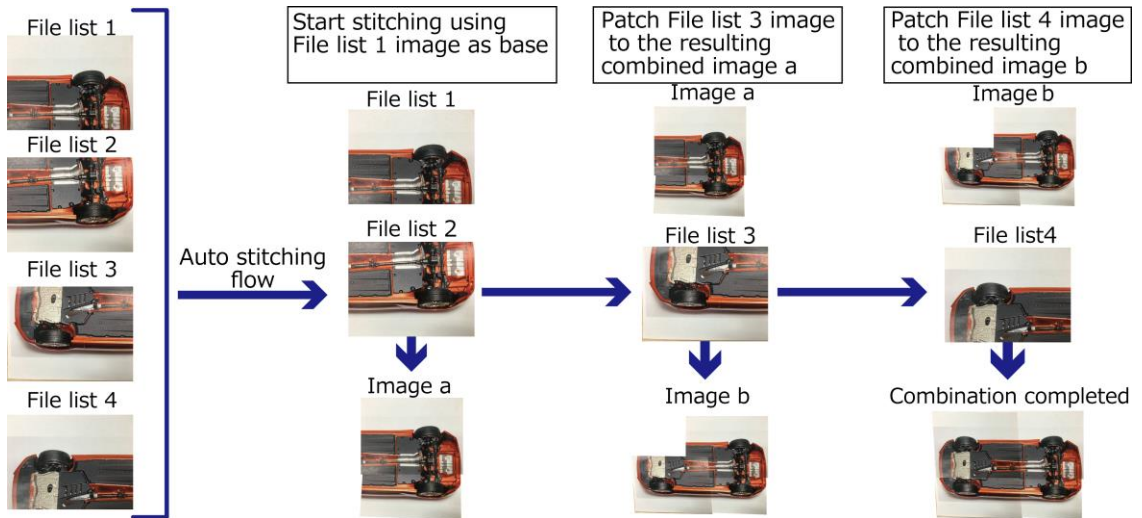 File list 1
File list 2
File list 3
File list 4
Auto stitching
flow
Start stitching using
File list 1 image as base
File list 1
File list 2
Image a
Patch File list 3 image
to the resulting
combined image a
Image a
File list 3
Image b
Patch File list 4 image
to the resulting
combined image b
Image b
File list4
Combination completed